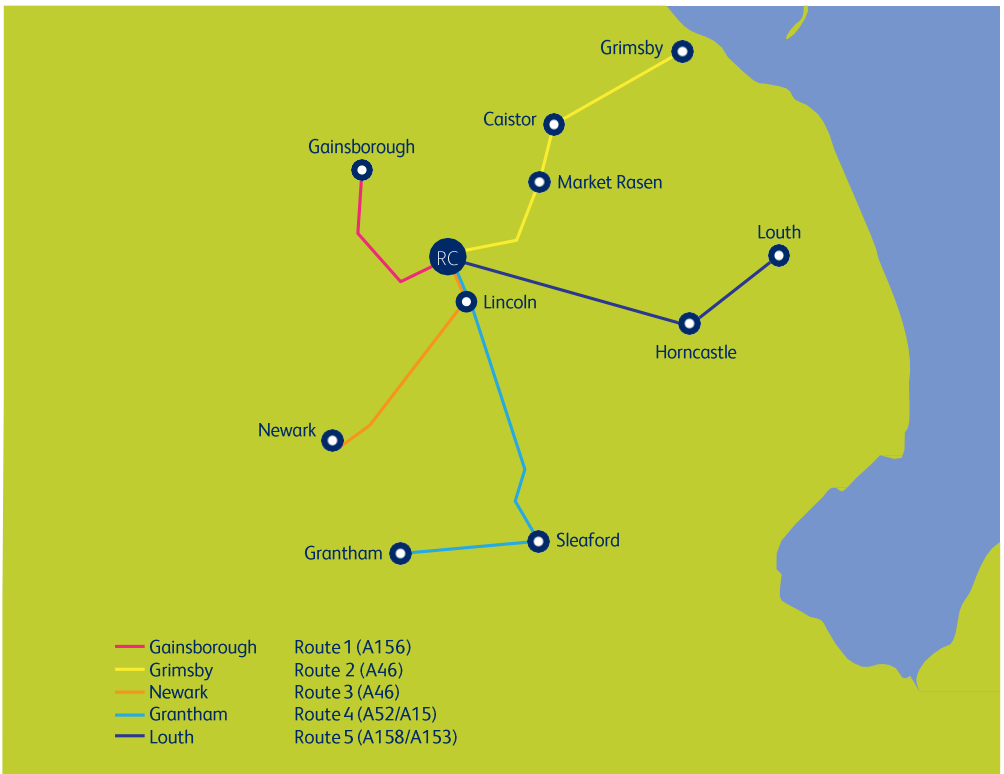 Grimsby
Caistor
Gainsborough
Market Rasen
Louth
RC
Lincoln
Horncastle
Newark
Sleaford
Grantham
Gainsborough Route 1 (A156)
Grimsby Route 2 (A46)
Newark Route 3 (A46)
Grantham Route 4 (A52/A15)
Louth Route 5 (A158/A153)